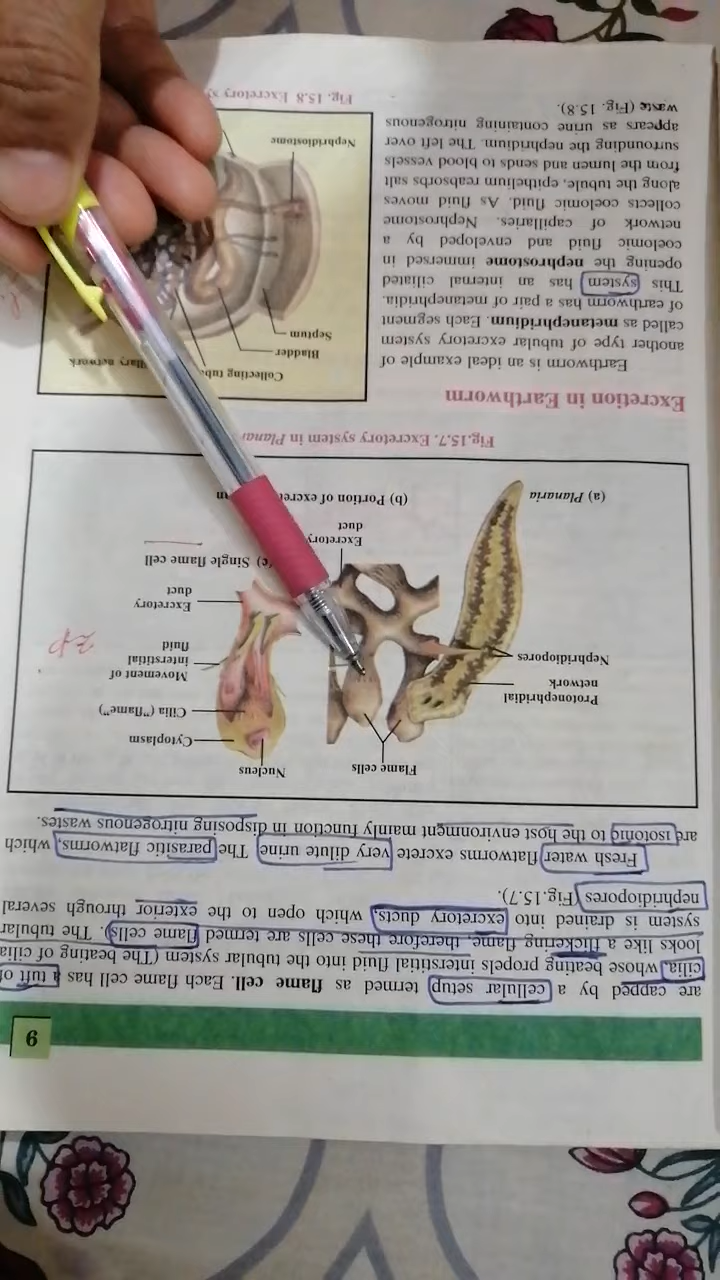 9
are capped by a cellular setup termed as flame cell. Each flame cell has a tuft of
cilia, whose beating propels interstitial fluid into the tubular system (The beating of cilia
looks like a flickering flame, therefore these cells are termed flame cells). The tubular
system is drained into excretory ducts, which open to the exterior through several
nephridiopores (Fig.15.7).
Fresh water flatworms excrete very dilute urine. The parasitic flatworms, which
are isotonic to the host environment mainly function in disposing nitrogenous wastes.
Flame cells
Nucleus
Cytoplasm
Cilia ("flame")
Movement of
interstitial
fluid
Excretory
duct
Protonephridial
network
Nephridiopores
Excretory
duct
(c) Single flame cell
(a) Planaria
(b) Portion of excre
Fig.15.7. Excretory system in Planar
Excretion in Earthworm
Earthworm is an ideal example of
another type of tubular excretory system
called as metanephridium. Each segment
of earthworm has a pair of metanephridia.
This system has an internal ciliated
opening the nephrostome immersed in
coelomic fluid and enveloped by a
network of capillaries. Nephrostome
collects coelomic fluid. As fluid moves
along the tubule, epithelium reabsorbs salt
from the lumen and sends to blood vessels
surrounding the nephridium. The left over
appears as urine containing nitrogenous
waste (Fig. 15.8).
Collecting tubu
Bladder
Septum
network
Nephridiostome
Fig. 15.8 Excretory sy